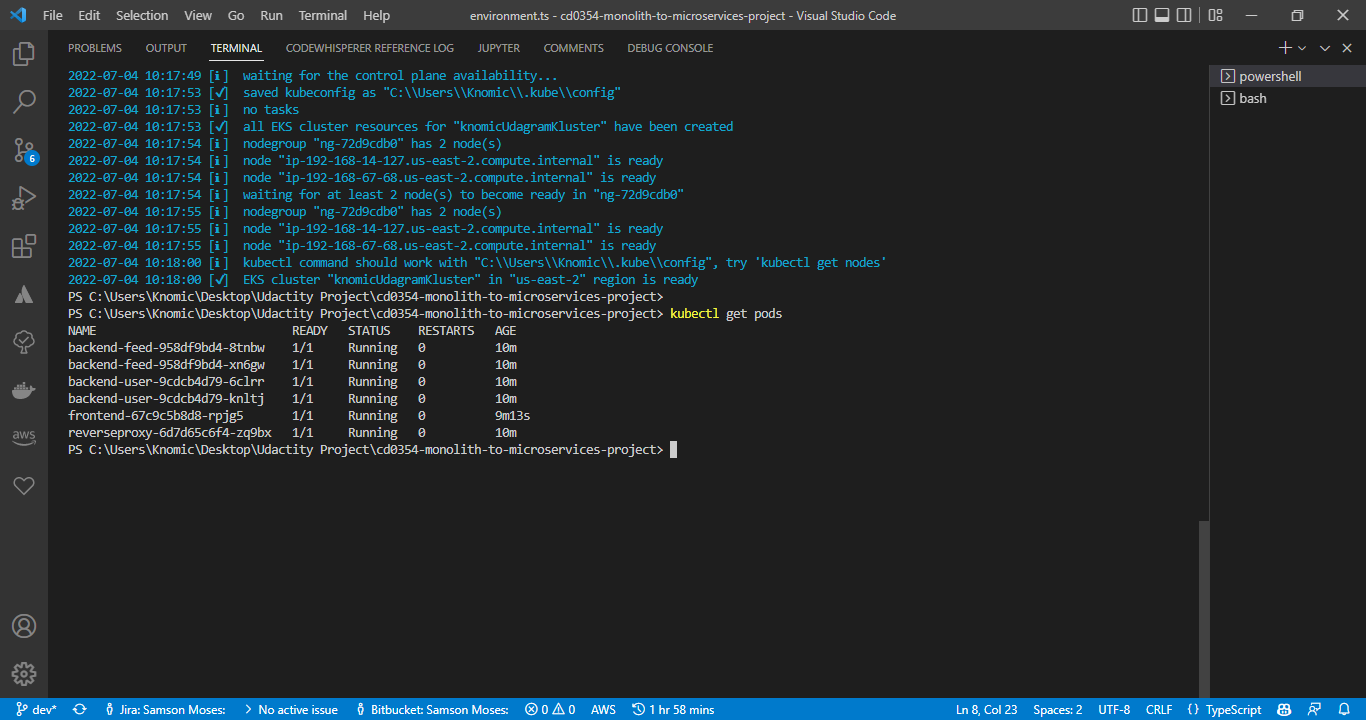 File Edit Selection View Go Run Terminal Help environment.ts - cd0354-monolith-to-microservices-project - Visual Studio Code
PROBLEMS OUTPUT TERMINAL CODEWHISPERER REFERENCE LOG JUPYTER COMMENTS DEBUG CONSOLE
2022-07-04 10:17:49 [ℹ]  waiting for the control plane availability...
2022-07-04 10:17:53 [✔]  saved kubeconfig as "C:\\Users\\Knomic\\.kube\\config"
2022-07-04 10:17:53 [ℹ]  no tasks
2022-07-04 10:17:53 [✔]  all EKS cluster resources for "knomicUdagramKluster" have been created
2022-07-04 10:17:54 [ℹ]  nodegroup "ng-72d9cdb0" has 2 node(s)
2022-07-04 10:17:54 [ℹ]  node "ip-192-168-14-127.us-east-2.compute.internal" is ready
2022-07-04 10:17:54 [ℹ]  node "ip-192-168-67-68.us-east-2.compute.internal" is ready
2022-07-04 10:17:54 [ℹ]  waiting for at least 2 node(s) to become ready in "ng-72d9cdb0"
2022-07-04 10:17:55 [ℹ]  nodegroup "ng-72d9cdb0" has 2 node(s)
2022-07-04 10:17:55 [ℹ]  node "ip-192-168-14-127.us-east-2.compute.internal" is ready
2022-07-04 10:17:55 [ℹ]  node "ip-192-168-67-68.us-east-2.compute.internal" is ready
2022-07-04 10:18:00 [ℹ]  kubectl command should work with "C:\\Users\\Knomic\\.kube\\config", try 'kubectl get nodes'
2022-07-04 10:18:00 [✔]  EKS cluster "knomicUdagramKluster" in "us-east-2" region is ready
PS C:\Users\Knomic\Desktop\Udactity Project\cd0354-monolith-to-microservices-project>
PS C:\Users\Knomic\Desktop\Udactity Project\cd0354-monolith-to-microservices-project> kubectl get pods
NAME READY STATUS RESTARTS AGE
backend-feed-958df9bd4-8tnbw 1/1 Running 0 10m
backend-feed-958df9bd4-xn6gw 1/1 Running 0 10m
backend-user-9cdcb4d79-6clrr 1/1 Running 0 10m
backend-user-9cdcb4d79-knltj 1/1 Running 0 10m
frontend-67c9c5b8d8-rpjg5 1/1 Running 0 9m13s
reverseproxy-6d7d65c6f4-zq9bx 1/1 Running 0 10m
PS C:\Users\Knomic\Desktop\Udactity Project\cd0354-monolith-to-microservices-project>
powershell
bash
6
aws
dev* Jira: Samson Moses: No active issue Bitbucket: Samson Moses: 0 0 AWS 1 hr 58 mins Ln 8, Col 23 Spaces: 2 UTF-8 CRLF {} TypeScript